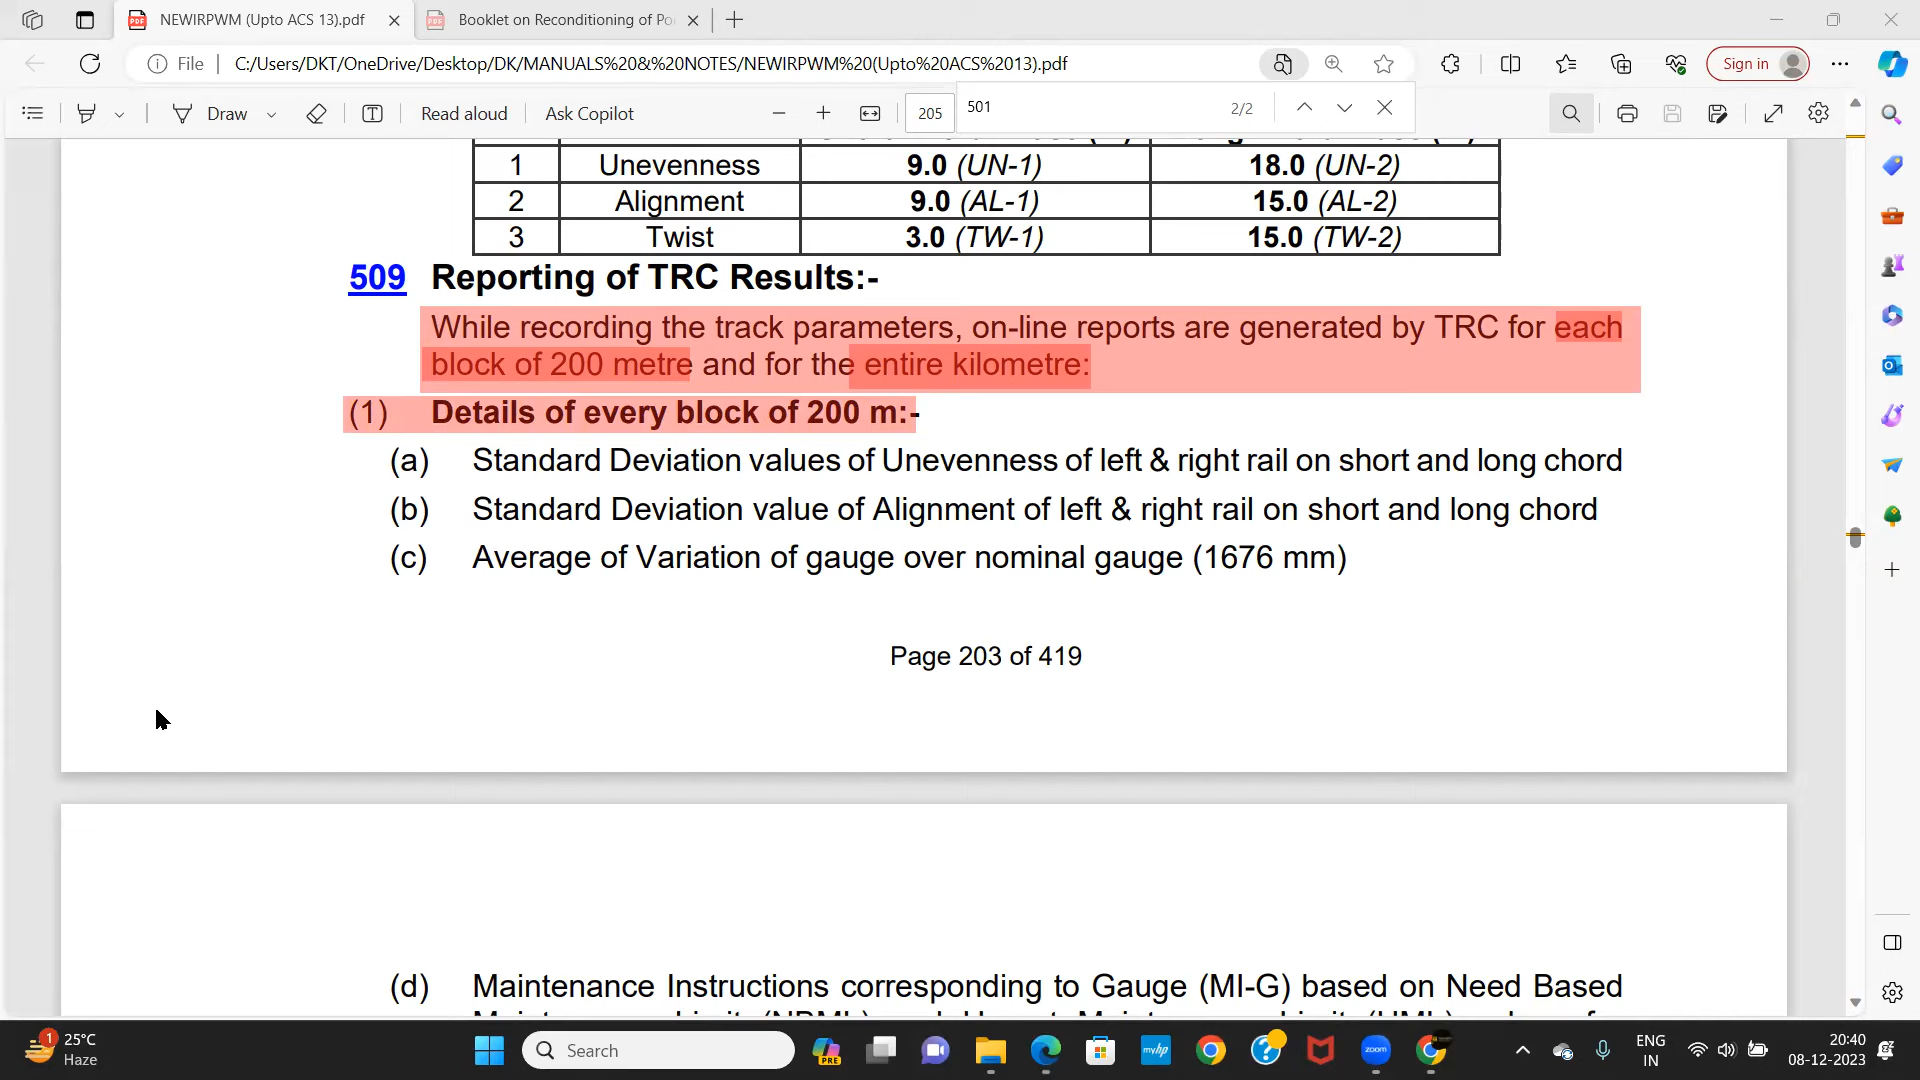 NEWIRPWM (Upto ACS 13).pdf
Booklet on Reconditioning of Po
File
C:/Users/DKT/OneDrive/Desktop/DK/MANUALS%20&%20NOTES/NEWIRPWM%20(Upto%20ACS%2013).pdf
Sign in
Draw
Read aloud
Ask Copilot
205
501
2/2
1 Unevenness 9.0 (UN-1) 18.0 (UN-2)
2 Alignment 9.0 (AL-1) 15.0 (AL-2)
3 Twist 3.0 (TW-1) 15.0 (TW-2)
509 Reporting of TRC Results:-
While recording the track parameters, on-line reports are generated by TRC for each
block of 200 metre and for the entire kilometre:
(1) Details of every block of 200 m:-
(a) Standard Deviation values of Unevenness of left & right rail on short and long chord
(b) Standard Deviation value of Alignment of left & right rail on short and long chord
(c) Average of Variation of gauge over nominal gauge (1676 mm)
Page 203 of 419
(d) Maintenance Instructions corresponding to Gauge (MI-G) based on Need Based
1
25°C
Haze
Search
PRE
myhp
zoom
ENG
IN
20:40
08-12-2023